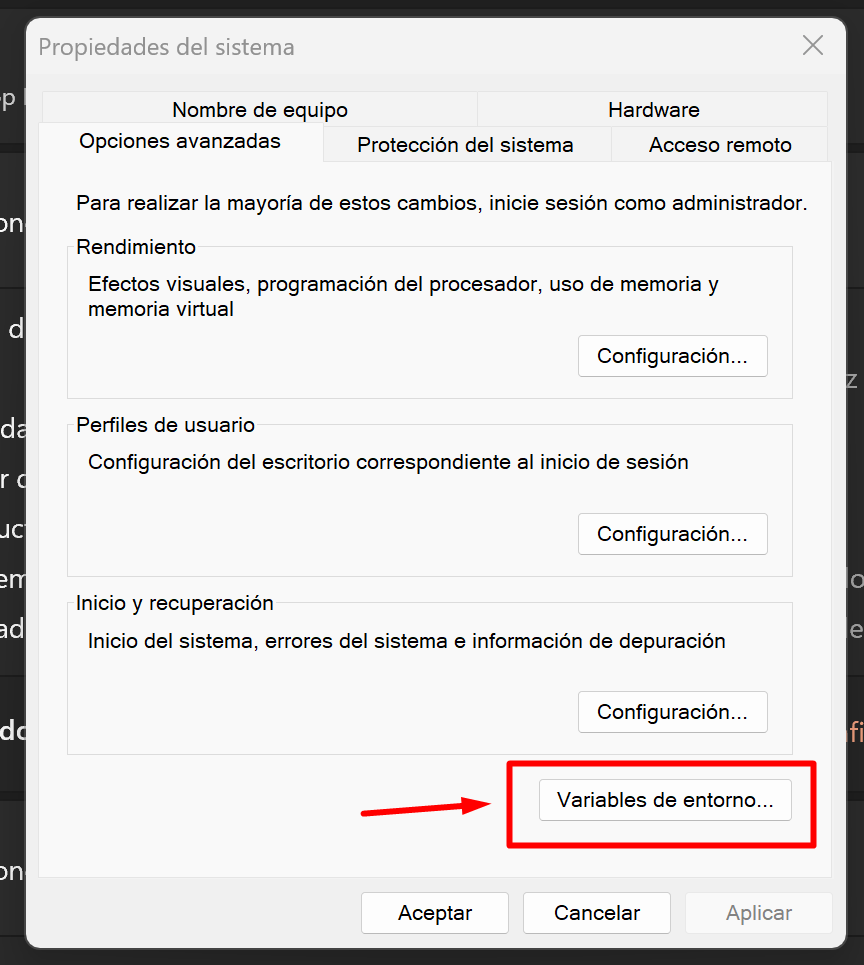 Propiedades del sistema
Nombre de equipo
Hardware
Opciones avanzadas
Protección del sistema
Acceso remoto
Para realizar la mayoría de estos cambios, inicie sesión como administrador.
Rendimiento
Efectos visuales, programación del procesador, uso de memoria y
memoria virtual
Configuración...
Perfiles de usuario
Configuración del escritorio correspondiente al inicio de sesión
Configuración...
Inicio y recuperación
Inicio del sistema, errores del sistema e información de depuración
Configuración...
Variables de entorno...
Aceptar
Cancelar
Aplicar